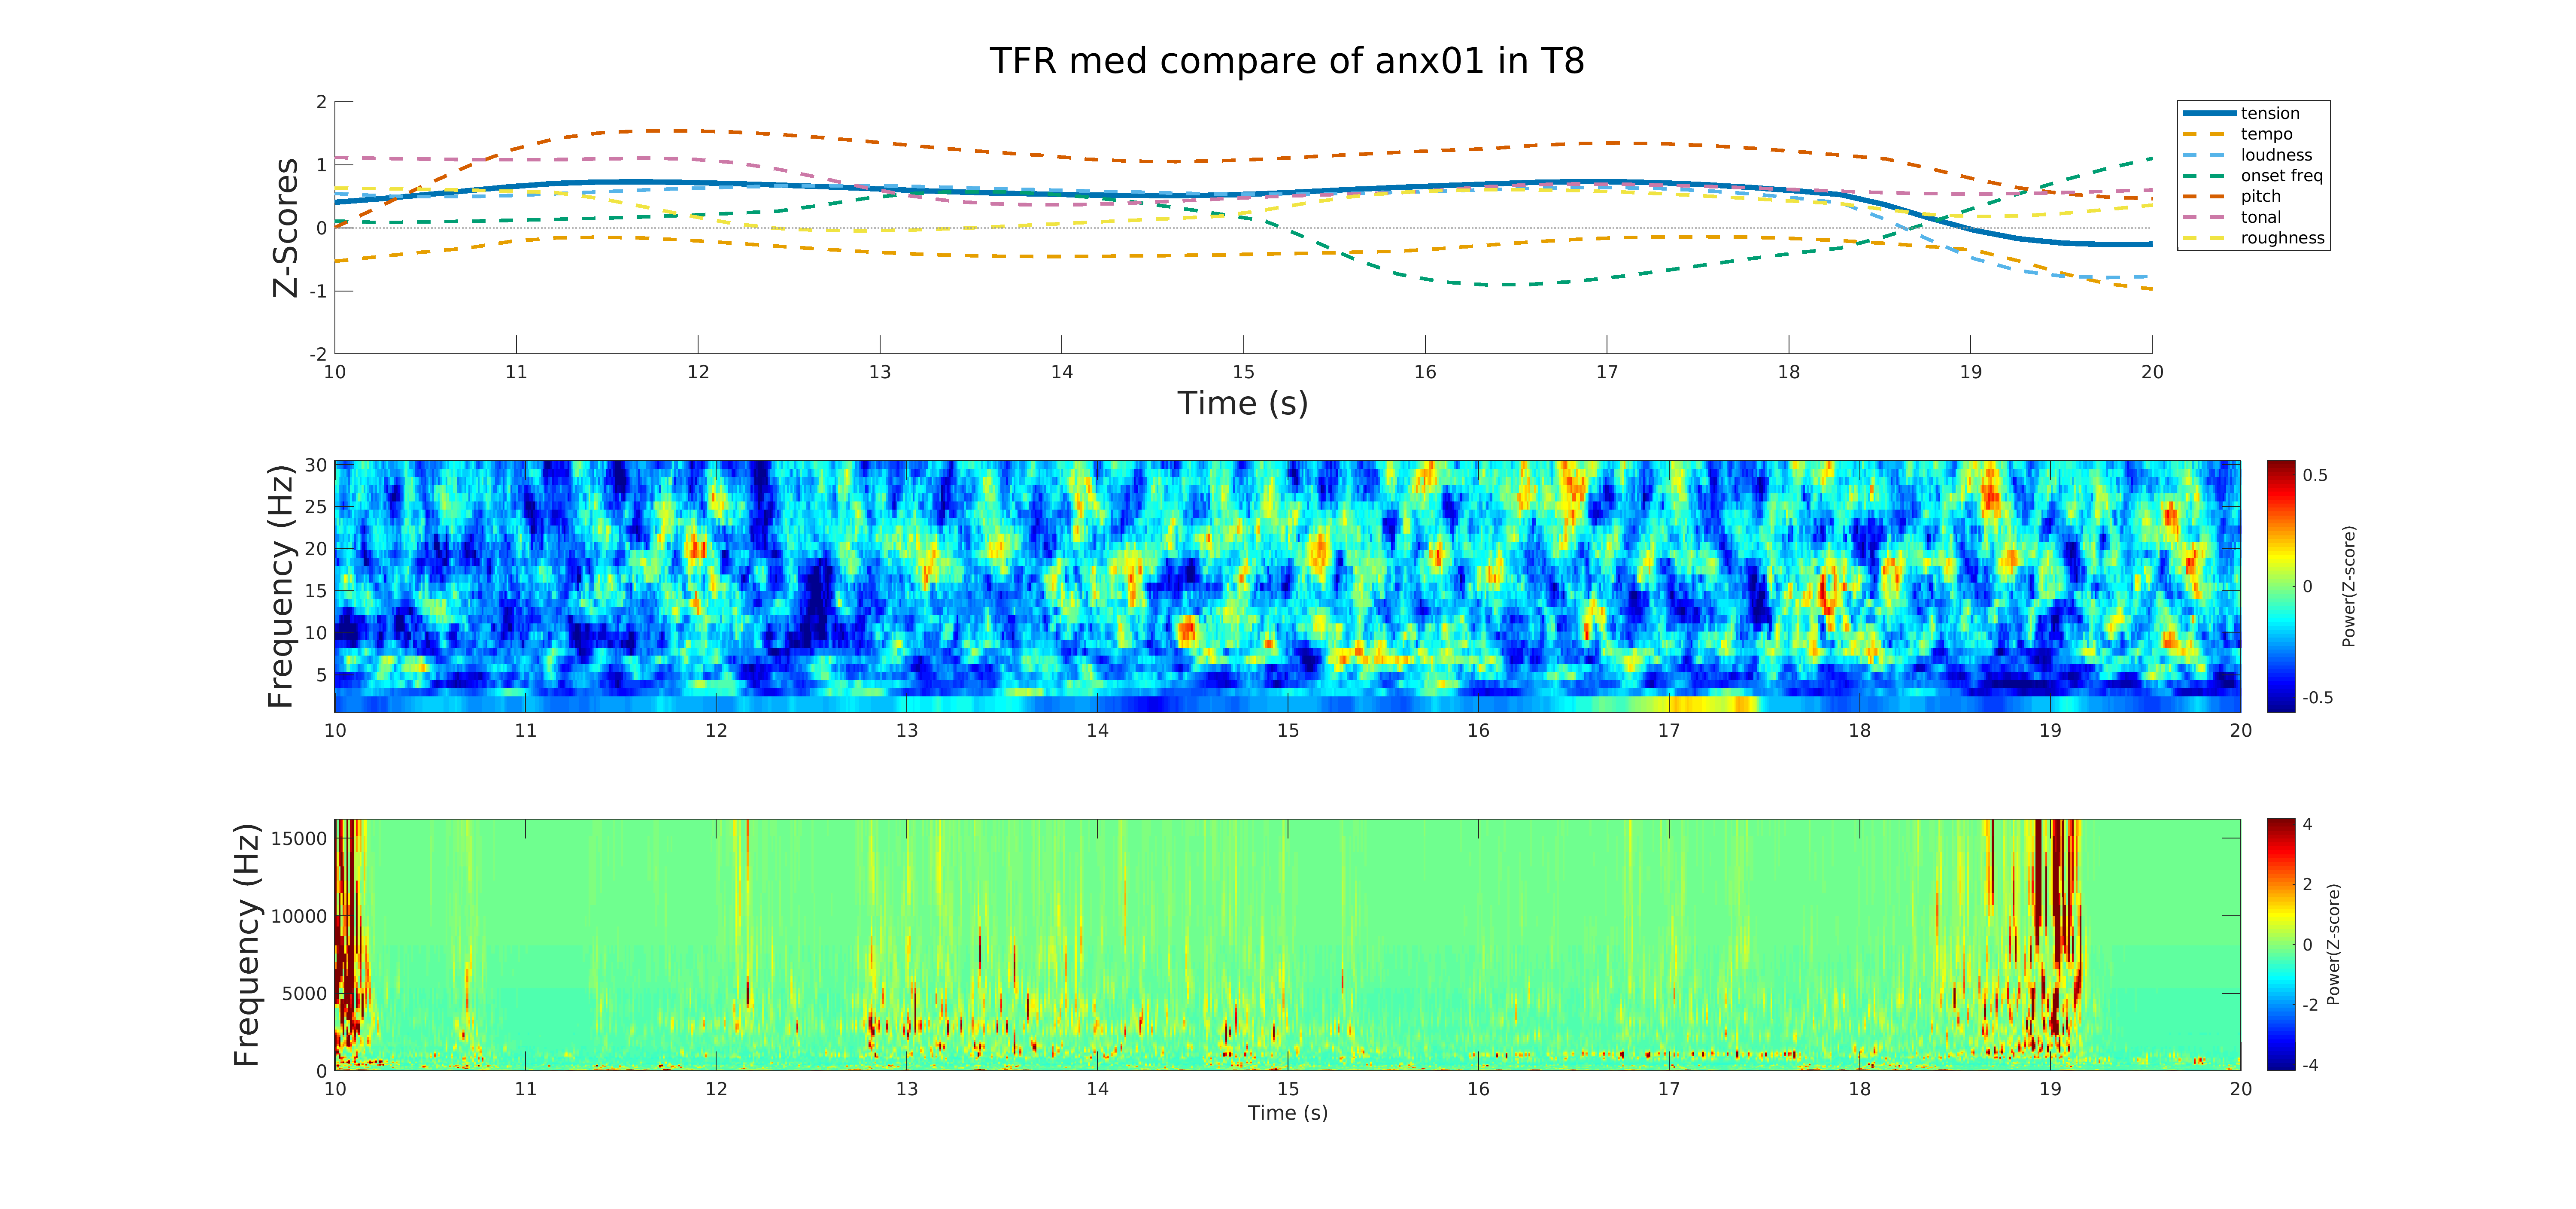 TFR med compare of anx01 in T8
Z-Scores
2
1
0
-1
-2
10 11 12 13 14 15 16 17 18 19 20
Time (s)
tension
tempo
loudness
onset freq
pitch
tonal
roughness
Frequency (Hz)
30
25
20
15
10
5
10 11 12 13 14 15 16 17 18 19 20
0.5
0
-0.5
Power(Z-score)
Frequency (Hz)
15000
10000
5000
0
10 11 12 13 14 15 16 17 18 19 20
Time (s)
4
2
0
-2
-4
Power(Z-score)